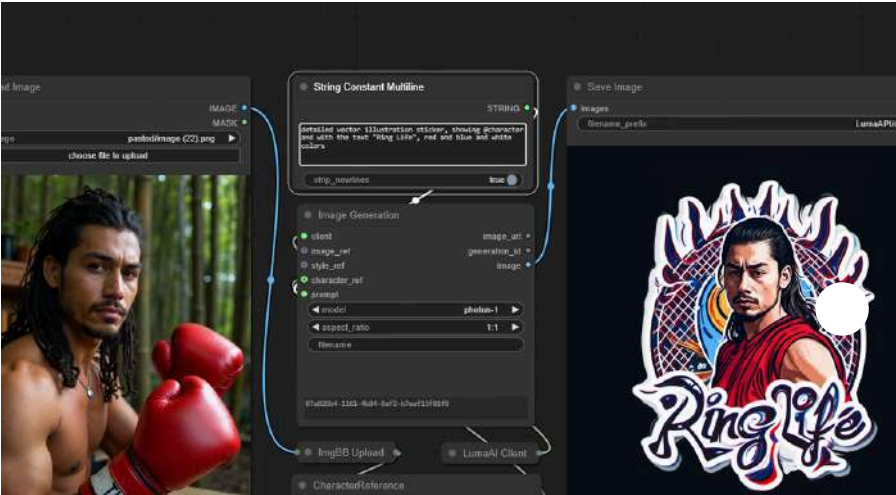 ad Image
IMAGE
MASK
age
pasted/image (22).png
choose file to upload
String Constant Multiline
STRING
detailed vector illustration sticker, showing @character
and with the text "Ring Life", red and blue and white
colors
strip_newlines
true
Image Generation
client
image_url
image_ref
generation_id
style_ref
image
character_ref
prompt
model
photon-1
aspect_ratio
1:1
filename
ImgBB Upload
LumaAI Client
CharacterReference
Save Image
images
filename_prefix
LumaAPI/
Ring Life